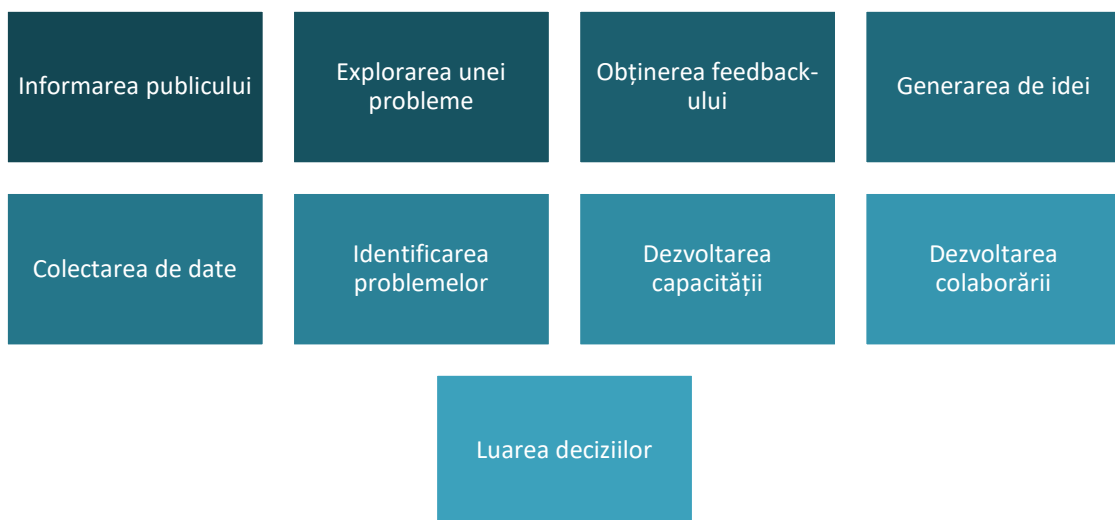 Informarea publicului
Explorarea unei
probleme
Obținerea feedback-
ului
Generarea de idei
Colectarea de date
Identificarea
problemelor
Dezvoltarea
capacității
Dezvoltarea
colaborării
Luarea deciziilor